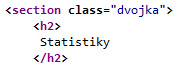 <section class="dvojka">
<h2>
Statistiky
</h2>